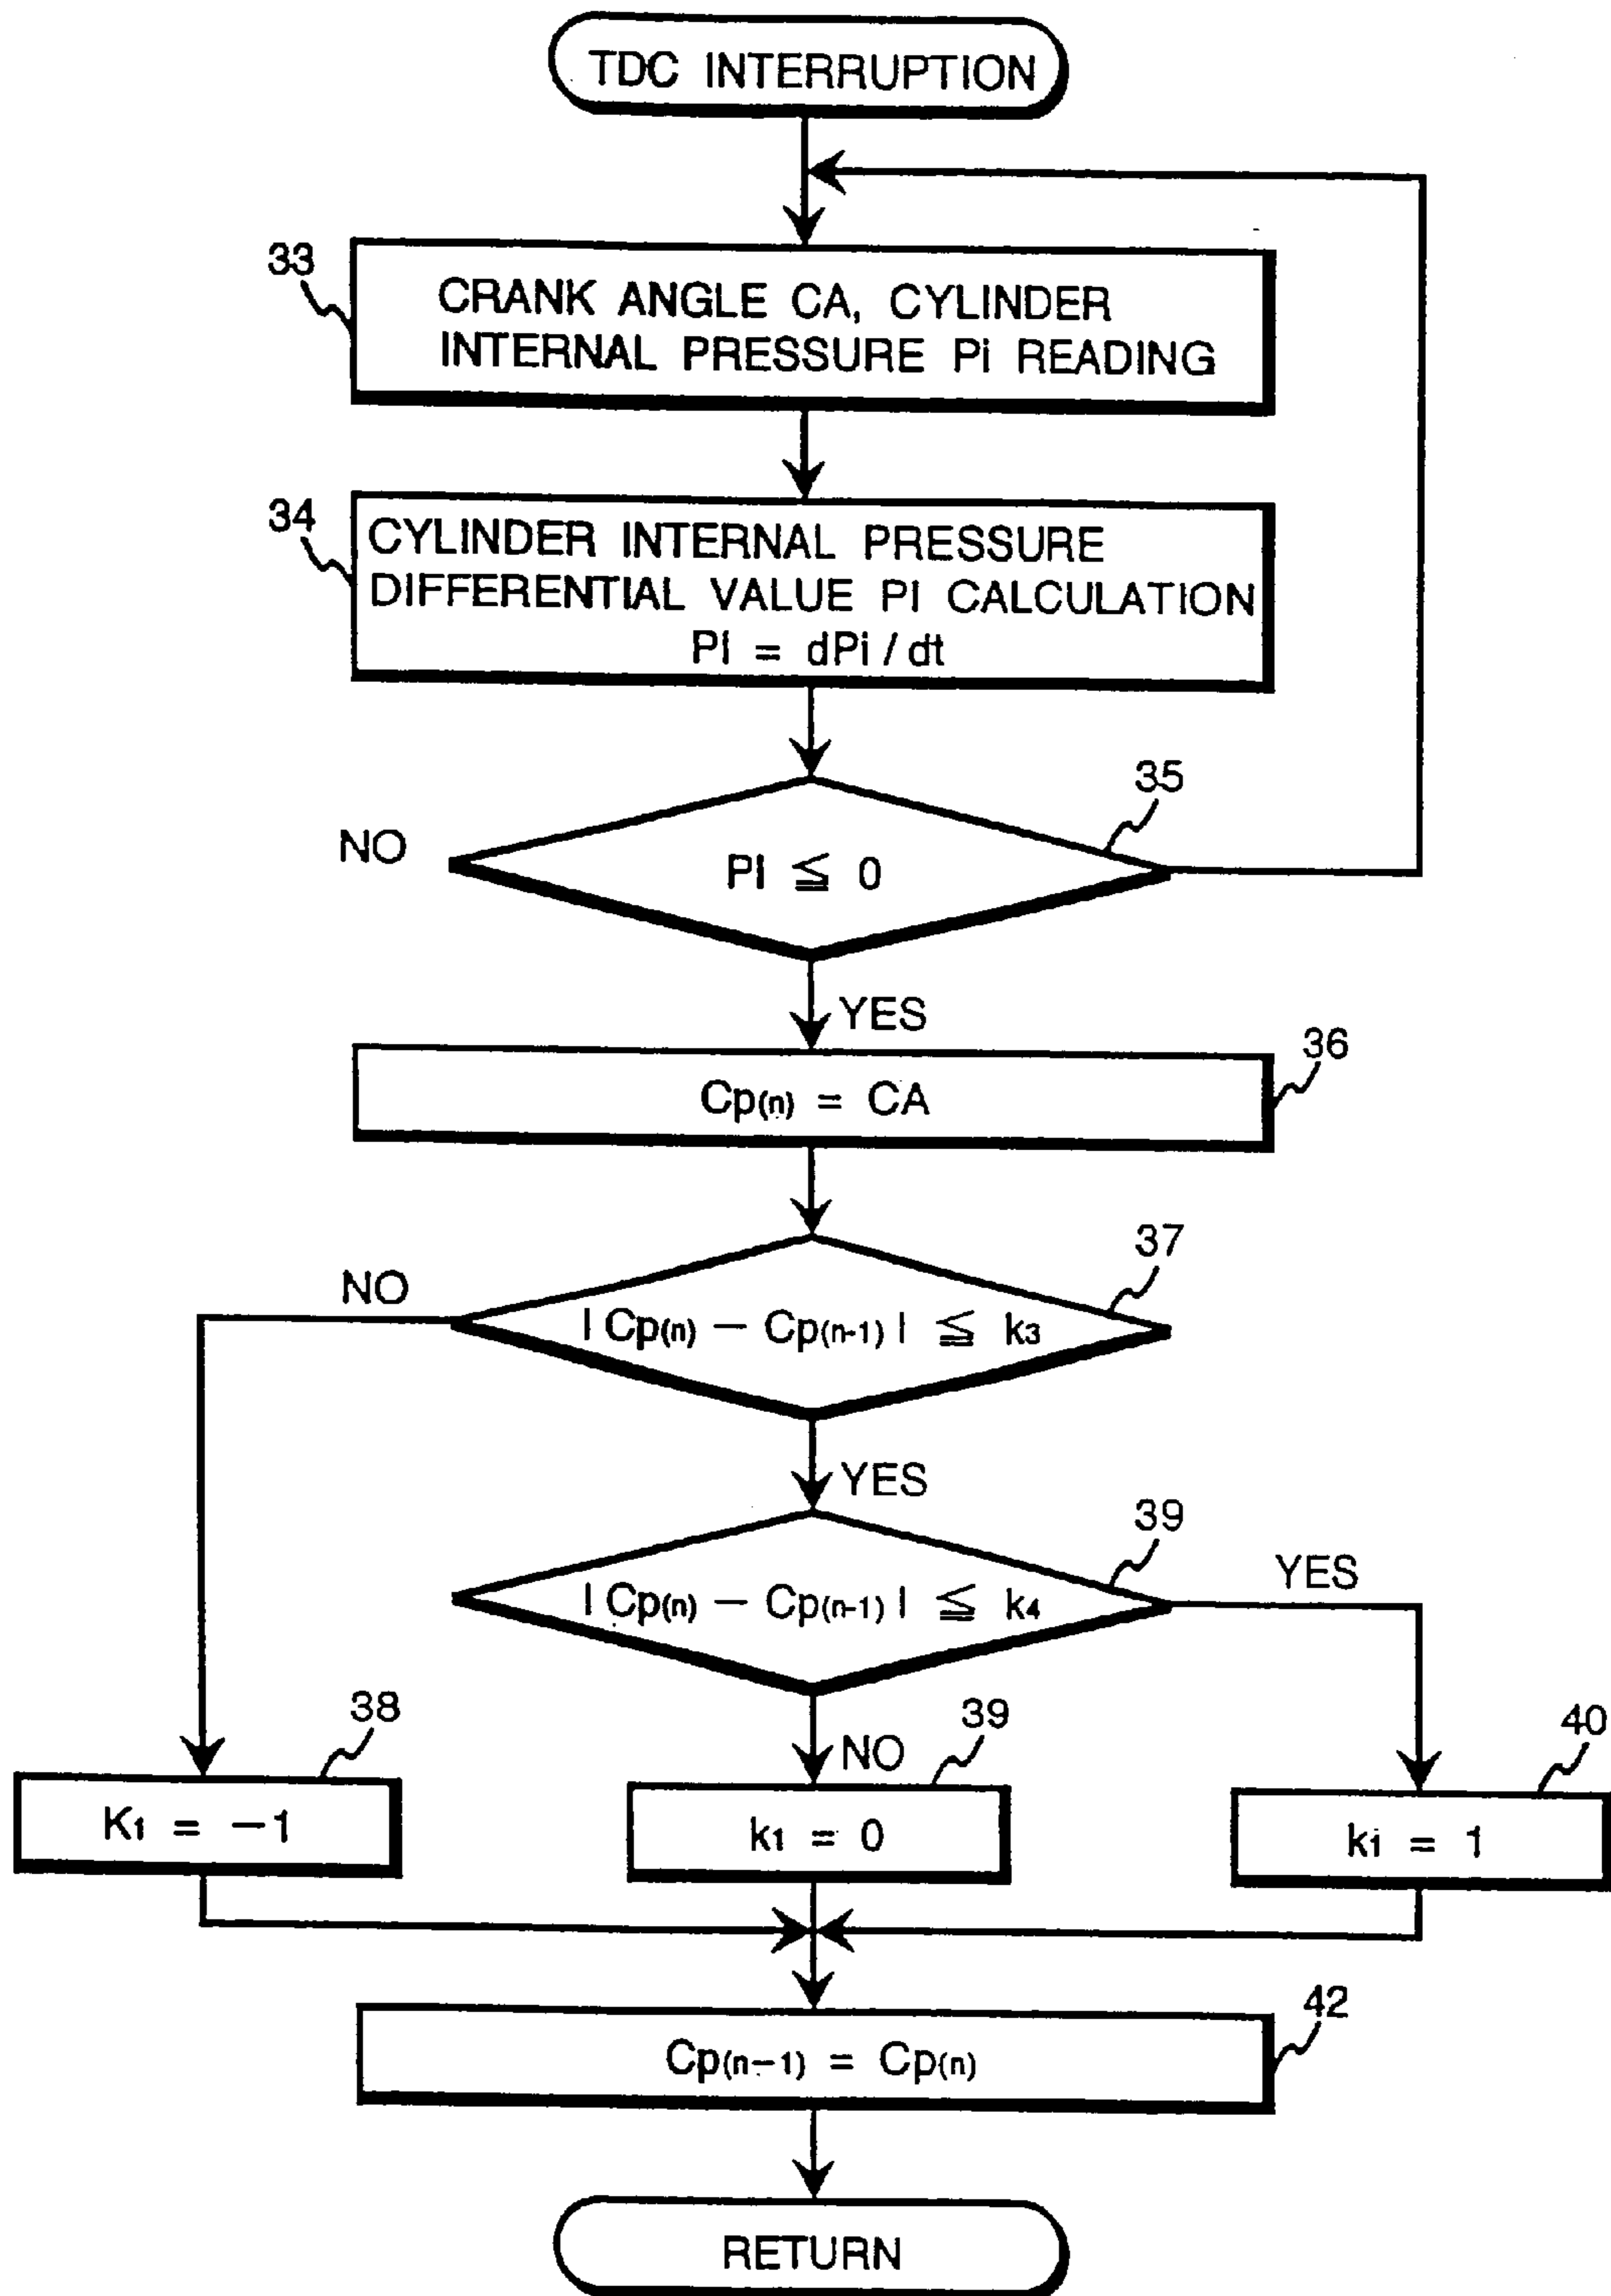 TDC INTERRUPTION
33
CRANK ANGLE CA, CYLINDER
INTERNAL PRESSURE Pi READING
34
CYLINDER INTERNAL PRESSURE
DIFFERENTIAL VALUE PI CALCULATION
PI = dPi / dt
35
NO
PI ≦ 0
YES
36
Cp(n) = CA
37
NO
| Cp(n) − Cp(n-1) | ≦ k3
YES
39
| Cp(n) − Cp(n-1) | ≦ k4
YES
38
NO
39
40
K1 = −1
k1 = 0
k1 = 1
42
Cp(n−1) = Cp(n)
RETURN